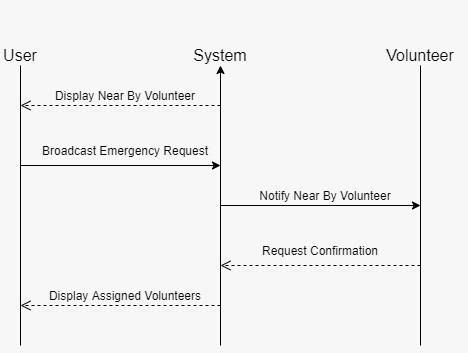 User System Volunteer
Display Near By Volunteer
Broadcast Emergency Request
Notify Near By Volunteer
Request Confirmation
Display Assigned Volunteers